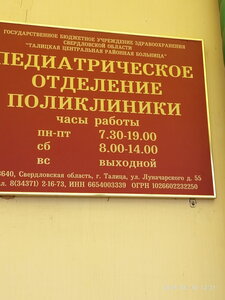 ГОСУДАРСТВЕННОЕ БЮДЖЕТНОЕ УЧРЕЖДЕНИЕ ЗДРАВООХРАНЕНИЯ
СВЕРДЛОВСКОЙ ОБЛАСТИ
"ТАЛИЦКАЯ ЦЕНТРАЛЬНАЯ РАЙОННАЯ БОЛЬНИЦА"
ПЕДИАТРИЧЕСКОЕ
ОТДЕЛЕНИЕ
ПОЛИКЛИНИКИ
ЧАСЫ РАБОТЫ
ПН-ПТ 7.30-19.00
СБ 8.00-14.00
ВС ВЫХОДНОЙ
3640, Свердловская область, г. Талица, ул. Луначарского д. 55
8(34371) 2-16-73, ИНН 6654003339 ОГРН 1026602232250